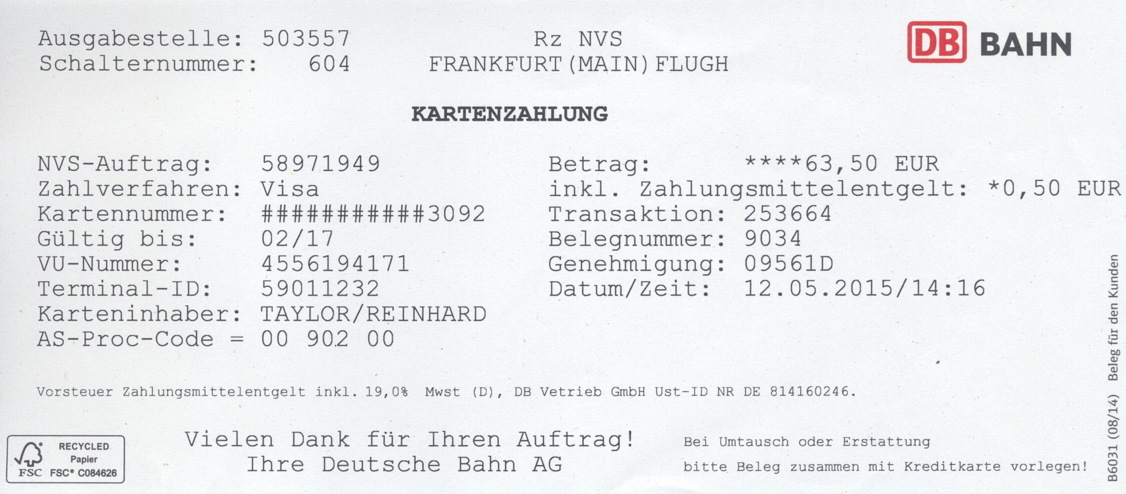 Ausgabestelle: 503557 Rz NVS DB BAHN
Schalternummer: 604 FRANKFURT(MAIN)FLUGH
KARTENZAHLUNG
NVS-Auftrag: 58971949 Betrag: ****63,50 EUR
Zahlverfahren: Visa inkl. Zahlungsmittelentgelt: *0,50 EUR
Kartennummer: ###########3092 Transaktion: 253664
Gültig bis: 02/17 Belegnummer: 9034
VU-Nummer: 4556194171 Genehmigung: 09561D
Terminal-ID: 59011232 Datum/Zeit: 12.05.2015/14:16
Karteninhaber: TAYLOR/REINHARD
AS-Proc-Code = 00 902 00
Vorsteuer Zahlungsmittelentgelt inkl. 19,0% Mwst (D), DB Vetrieb GmbH Ust-ID NR DE 814160246.
Vielen Dank für Ihren Auftrag! Bei Umtausch oder Erstattung
Ihre Deutsche Bahn AG bitte Beleg zusammen mit Kreditkarte vorlegen!
FSC
RECYCLED
Papier
FSC® C084626
B6031 (08/14) Beleg für den Kunden